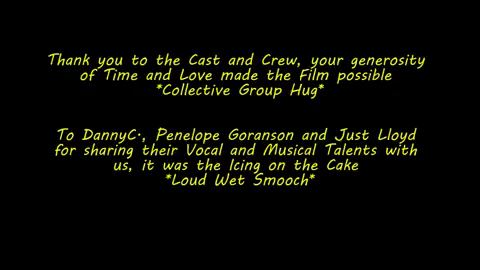 Thank you to the Cast and Crew, your generosity
of Time and Love made the Film possible
*Collective Group Hug*
To DannyC., Penelope Goranson and Just Lloyd
for sharing their Vocal and Musical Talents with
us, it was the Icing on the Cake
*Loud Wet Smooch*